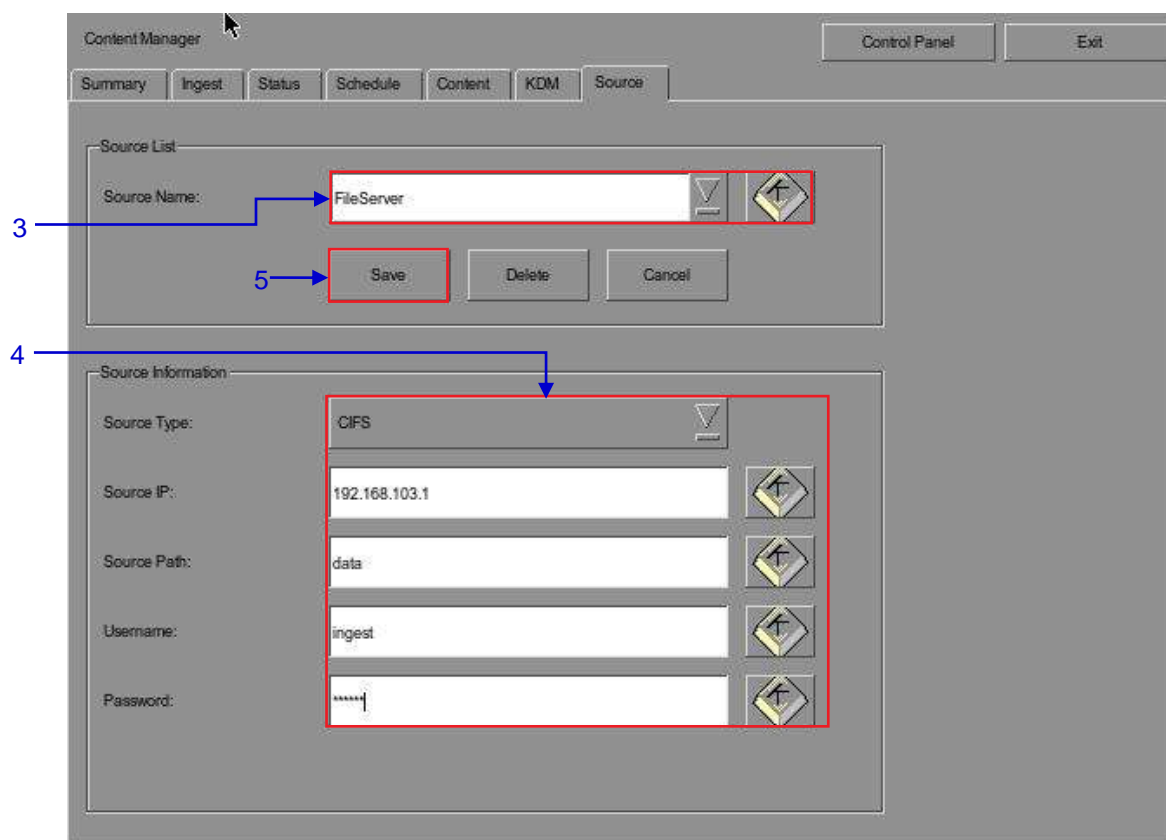 Content Manager
Control Panel
Exit
Summary
Ingest
Status
Schedule
Content
KDM
Source
Source List
Source Name:
FileServer
3
5
Save
Delete
Cancel
4
Source Information
Source Type:
CIFS
Source IP:
192.168.103.1
Source Path:
data
Username:
ingest
Password:
******